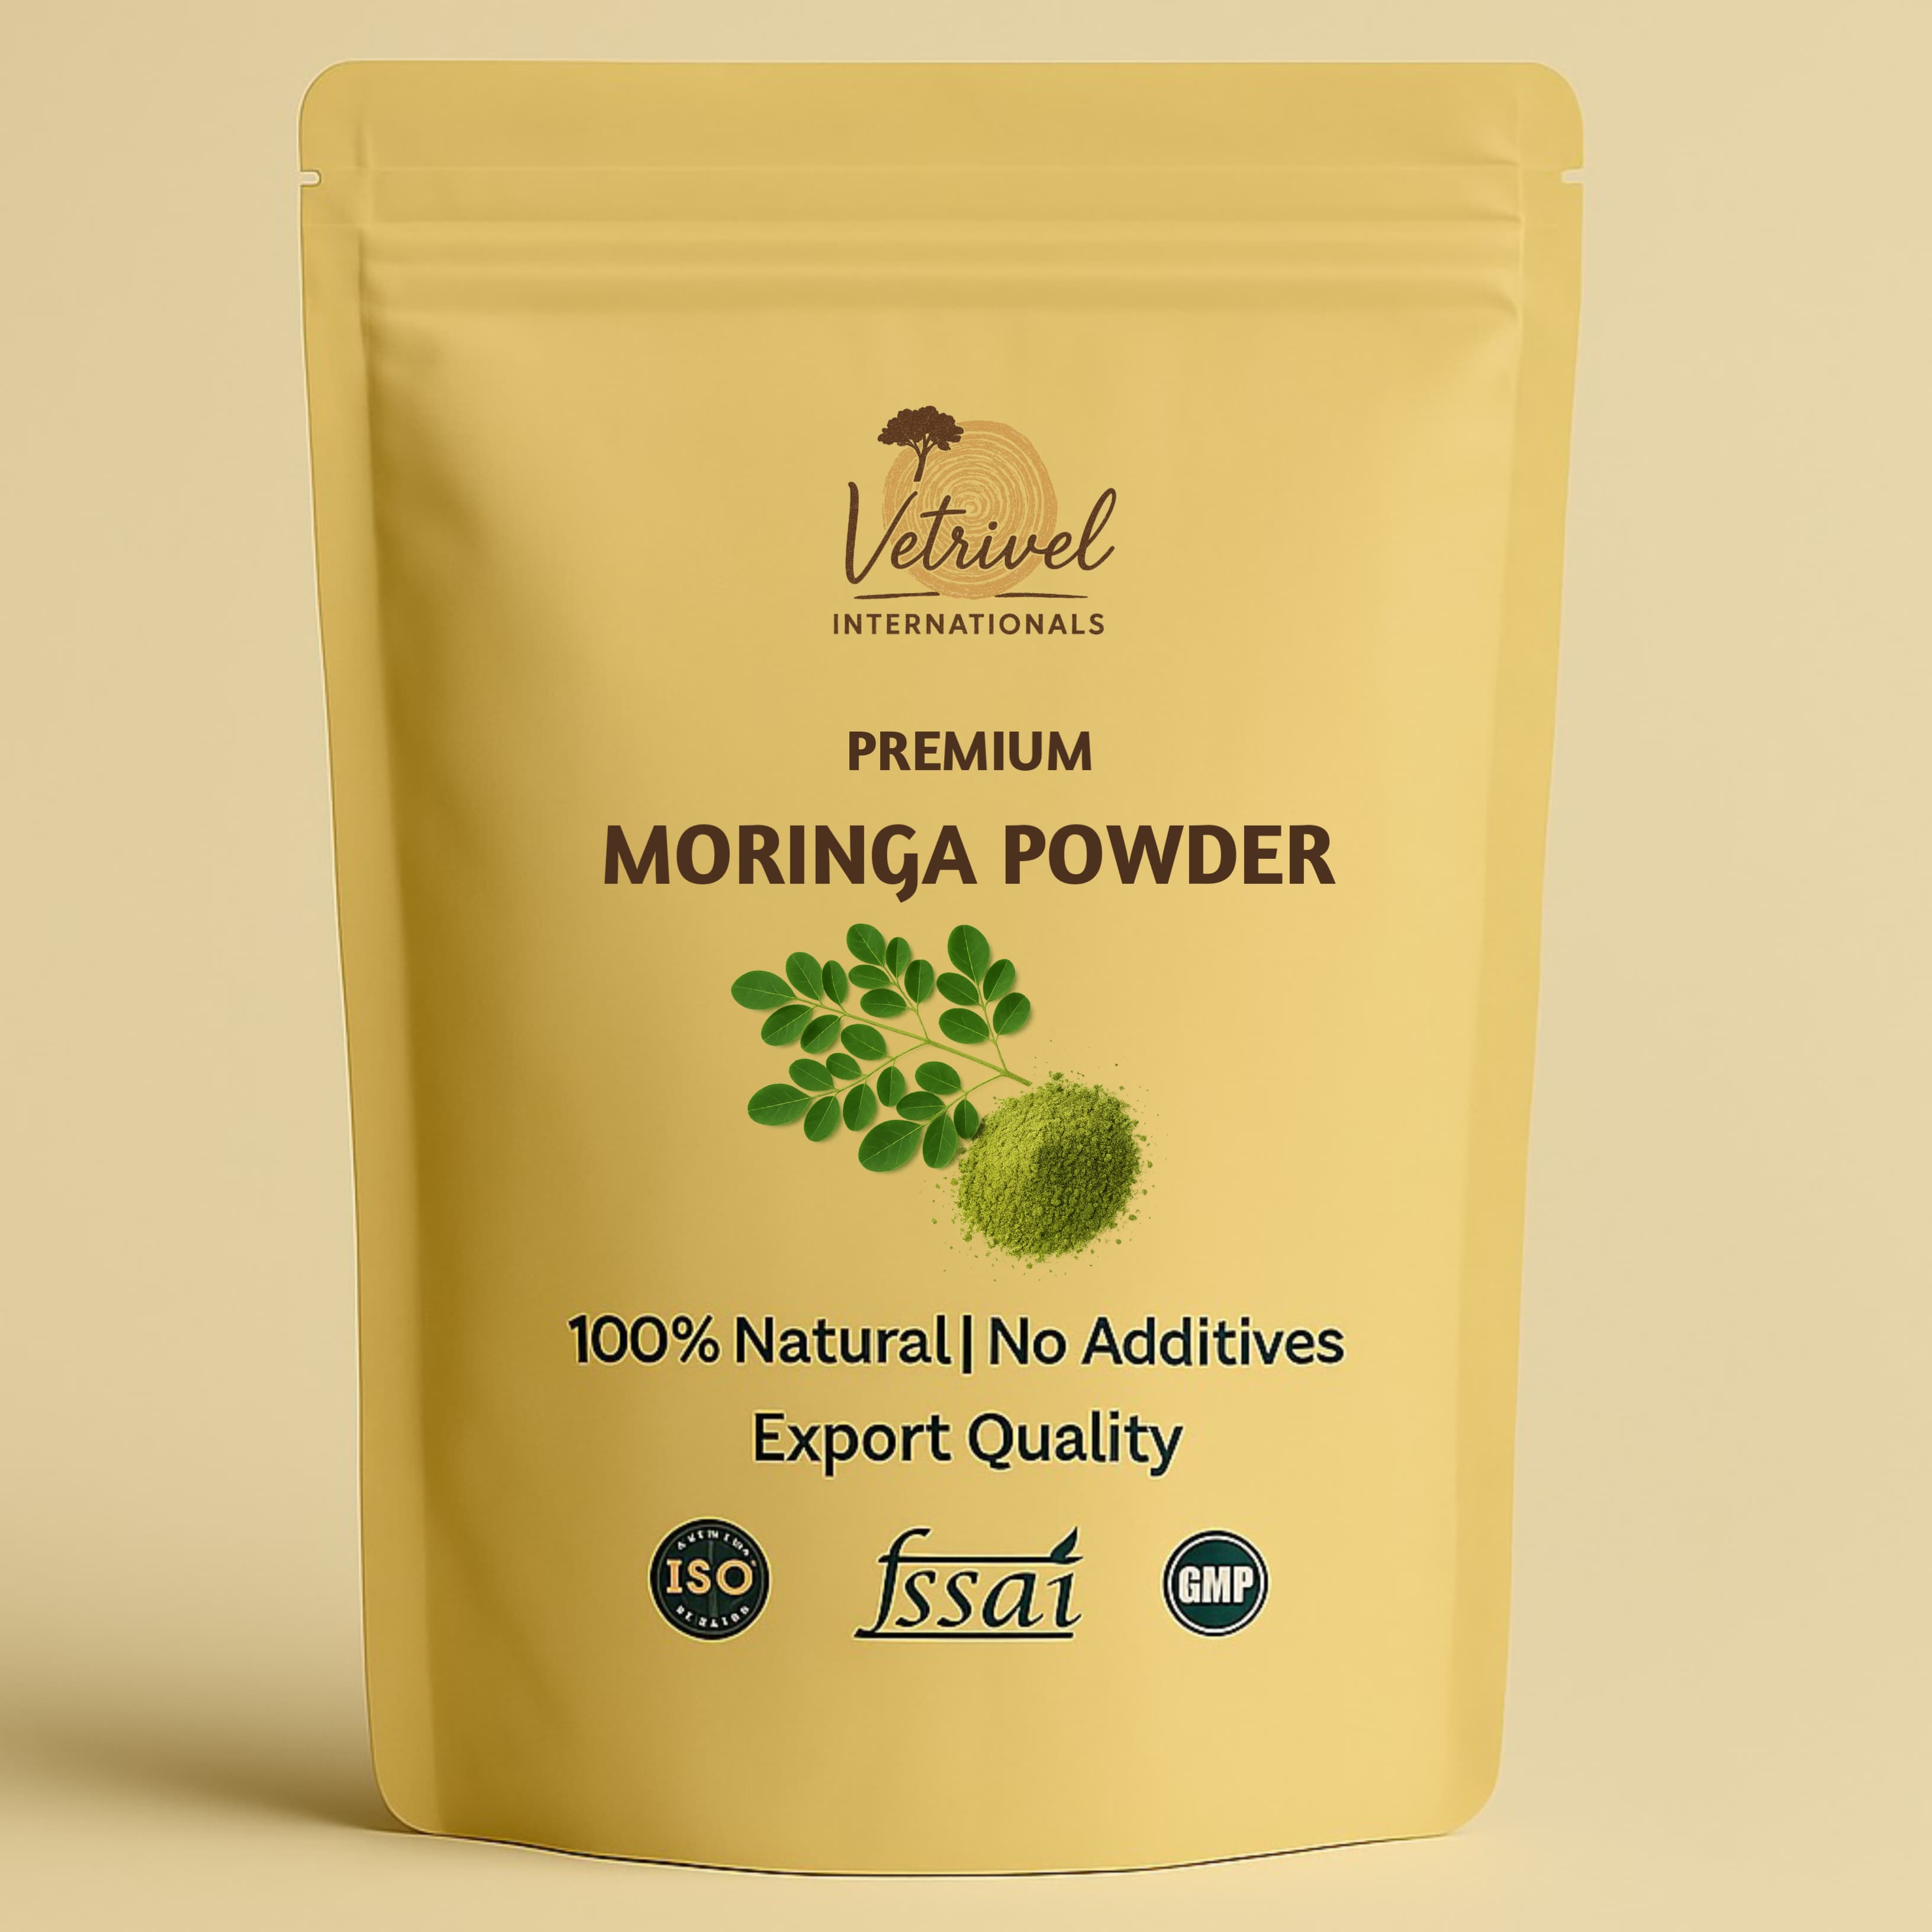 Vetrivel
INTERNATIONALS
PREMIUM
MORINGA POWDER
100% Natural| No Additives
Export Quality
ISO
fssai
GMP